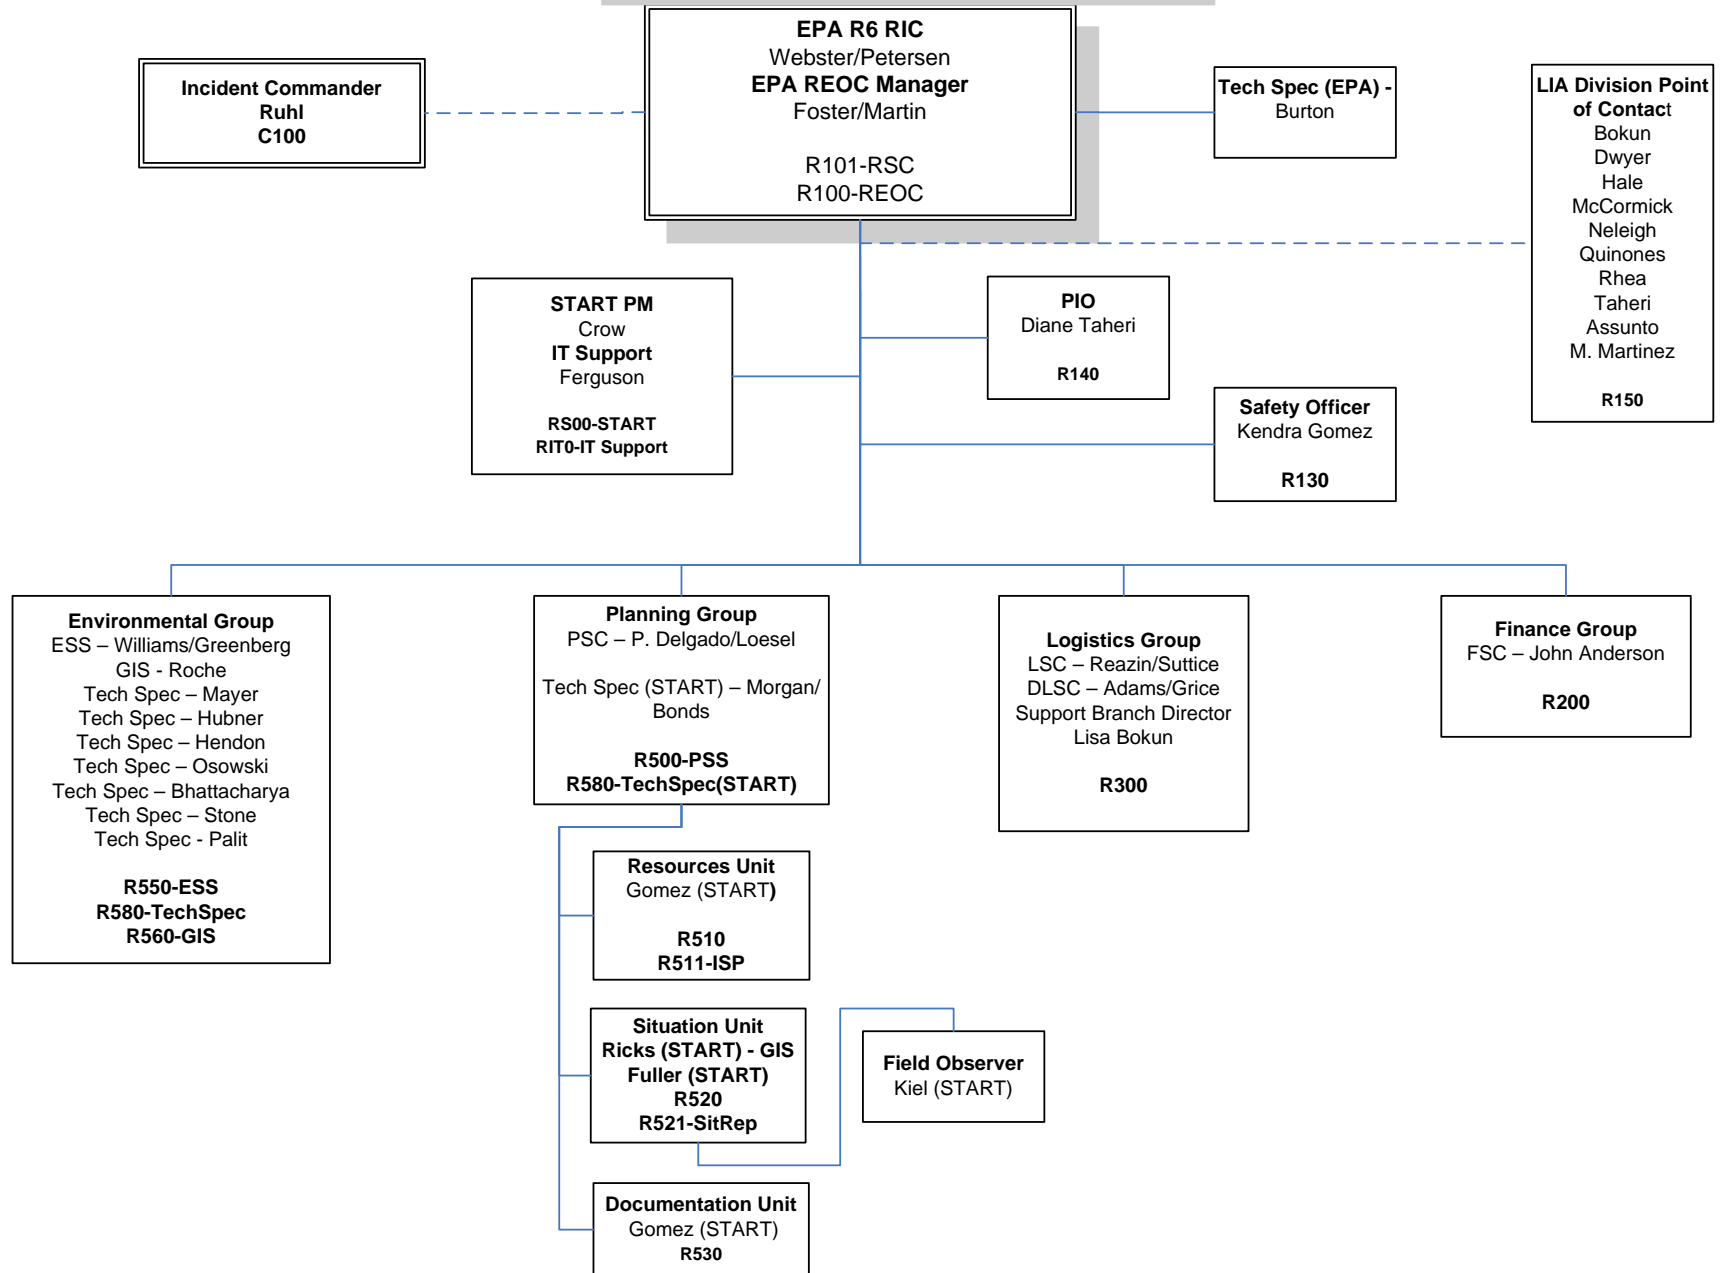 EPA R6 RIC
Webster/Petersen
EPA REOC Manager
Foster/Martin
R101-RSC
R100-REOC
Incident Commander
Ruhl
C100
Tech Spec (EPA) -
Burton
LIA Division Point
of Contact
Bokun
Dwyer
Hale
McCormick
Neleigh
Quinones
Rhea
Taheri
Assunto
M. Martinez
R150
START PM
Crow
IT Support
Ferguson
RS00-START
RIT0-IT Support
PIO
Diane Taheri
R140
Safety Officer
Kendra Gomez
R130
Environmental Group
ESS – Williams/Greenberg
GIS - Roche
Tech Spec – Mayer
Tech Spec – Hubner
Tech Spec – Hendon
Tech Spec – Osowski
Tech Spec – Bhattacharya
Tech Spec – Stone
Tech Spec - Palit
R550-ESS
R580-TechSpec
R560-GIS
Planning Group
PSC – P. Delgado/Loesel
Tech Spec (START) – Morgan/
Bonds
R500-PSS
R580-TechSpec(START)
Logistics Group
LSC – Reazin/Suttice
DLSC – Adams/Grice
Support Branch Director
Lisa Bokun
R300
Finance Group
FSC – John Anderson
R200
Resources Unit
Gomez (START)
R510
R511-ISP
Situation Unit
Ricks (START) - GIS
Fuller (START)
R520
R521-SitRep
Field Observer
Kiel (START)
Documentation Unit
Gomez (START)
R530